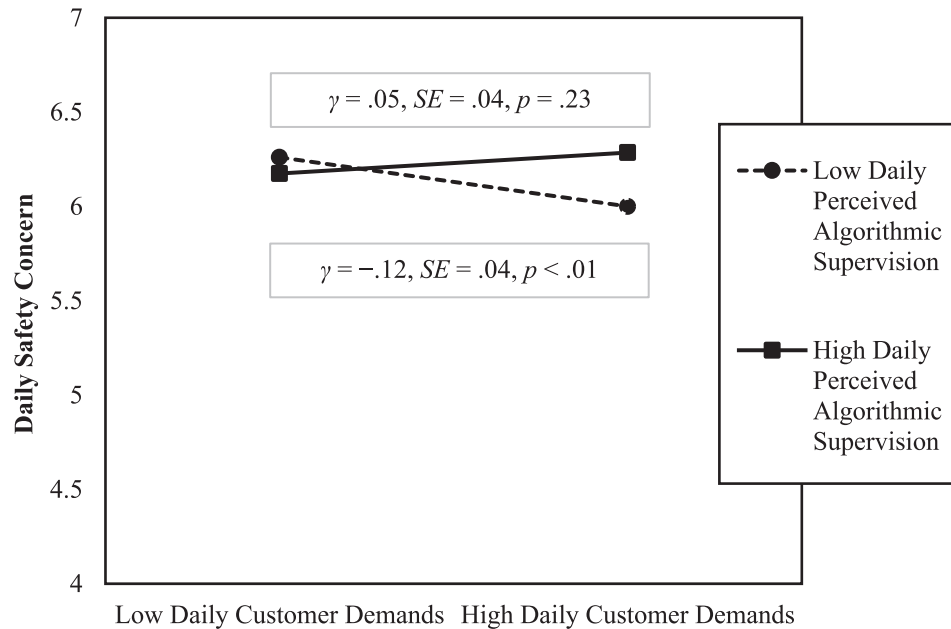 7
6.5
6
5.5
5
4.5
4
Daily Safety Concern
γ = .05, SE = .04, p = .23
γ = −.12, SE = .04, p < .01
Low Daily Customer Demands
High Daily Customer Demands
Low Daily
Perceived
Algorithmic
Supervision
High Daily
Perceived
Algorithmic
Supervision